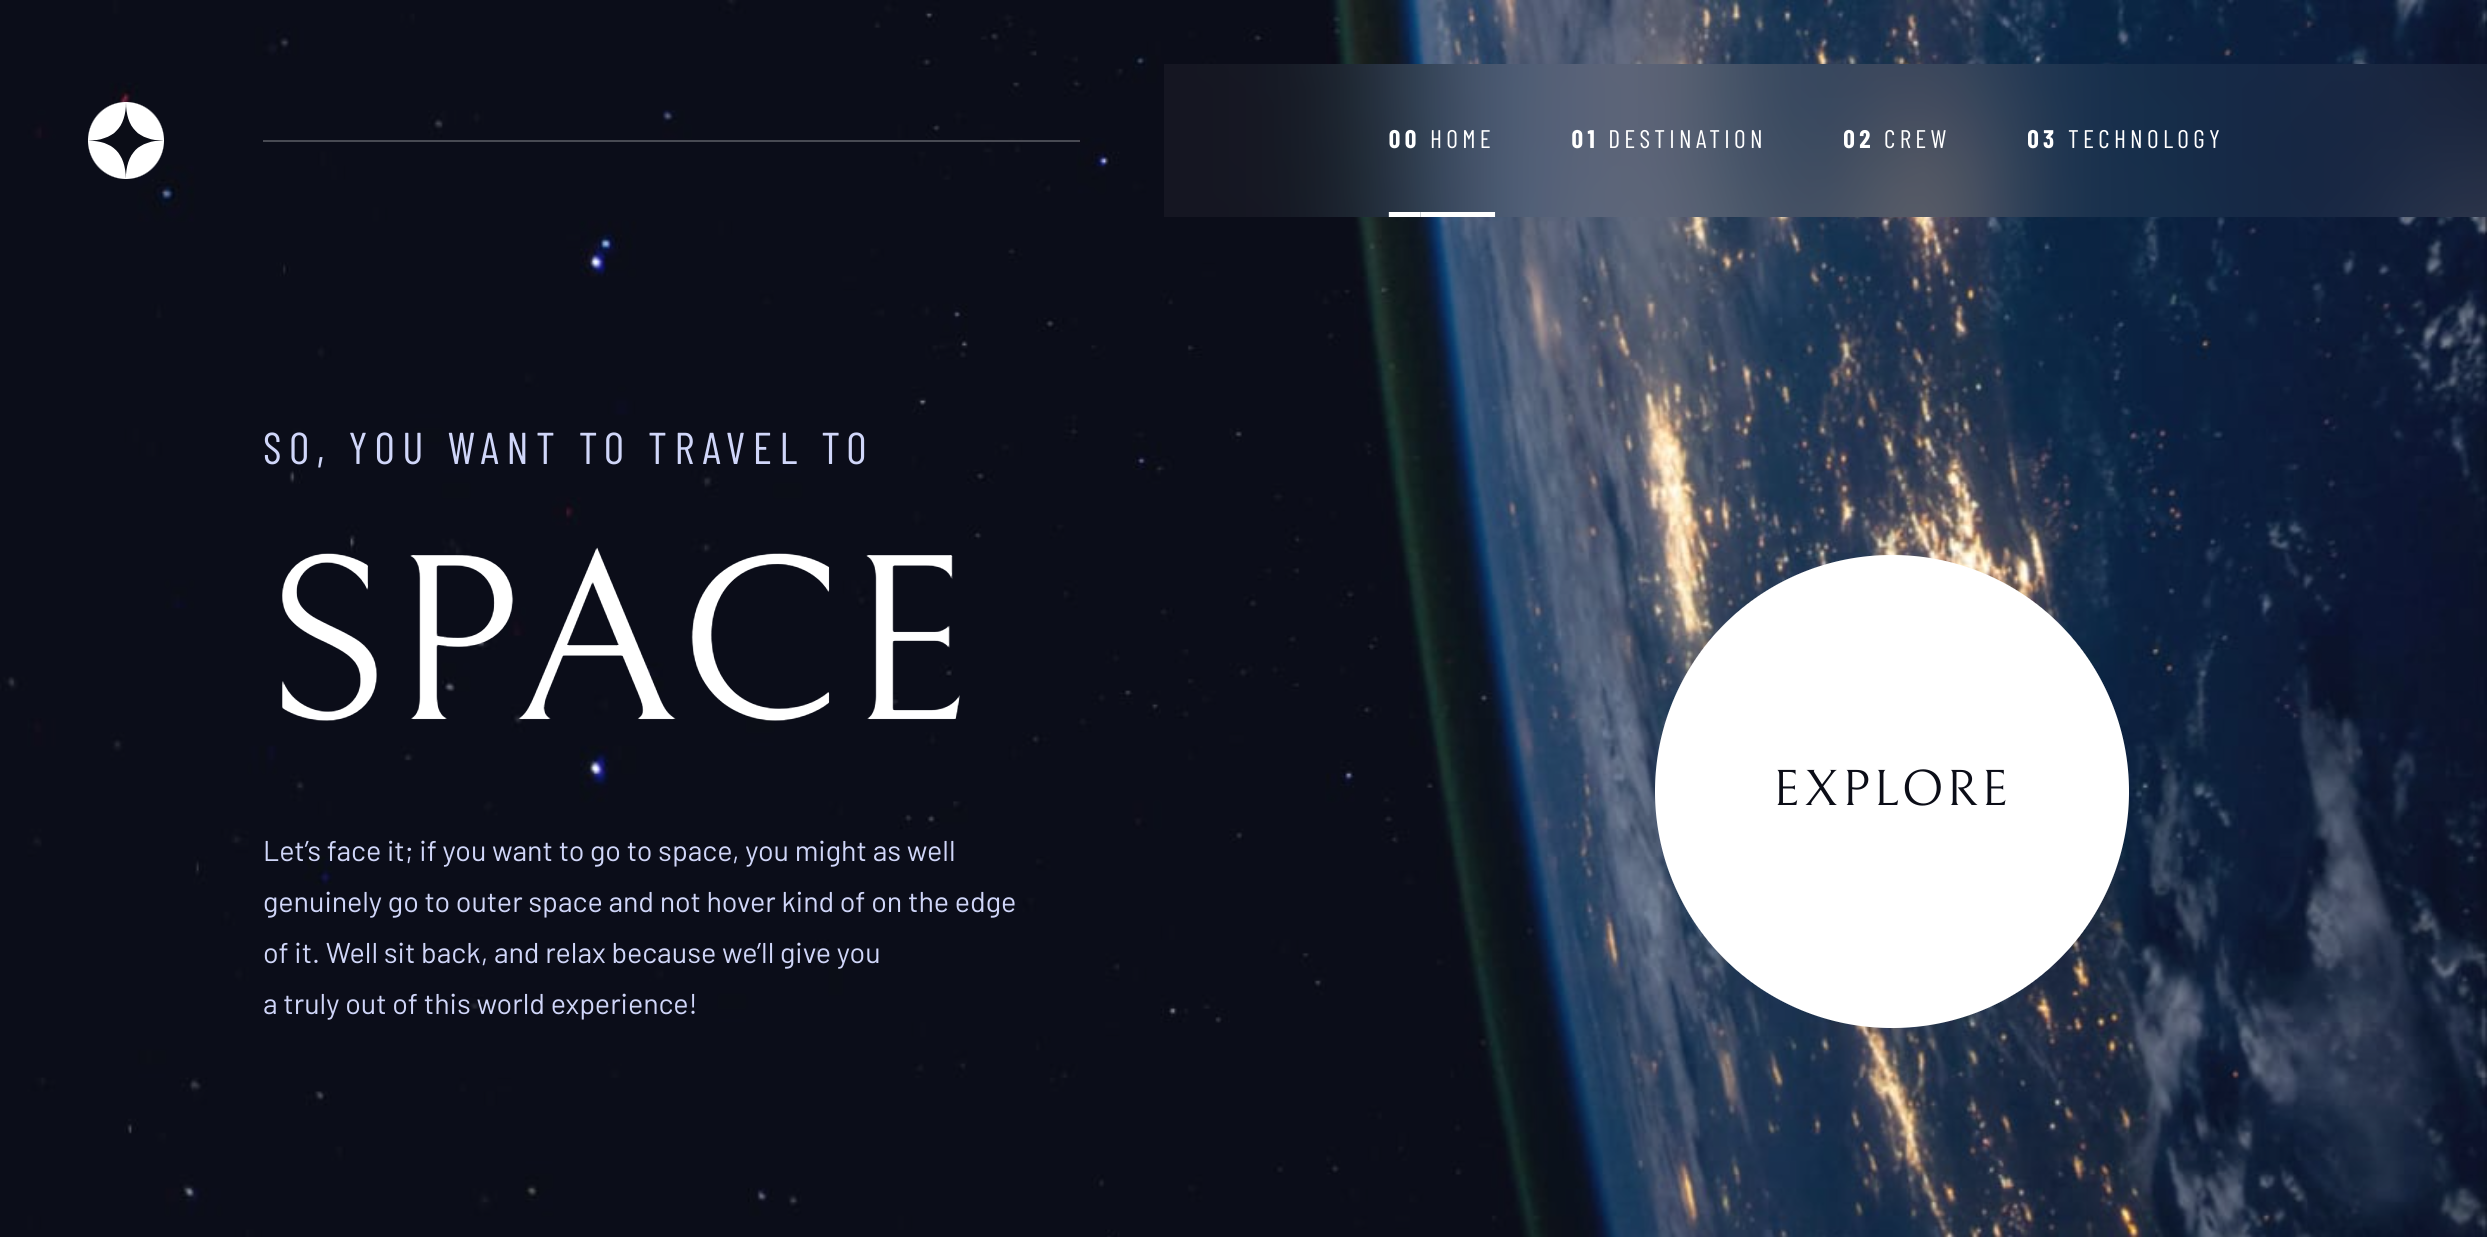 00 HOME 01 DESTINATION 02 CREW 03 TECHNOLOGY
SO, YOU WANT TO TRAVEL TO
SPACE
Let’s face it; if you want to go to space, you might as well
genuinely go to outer space and not hover kind of on the edge
of it. Well sit back, and relax because we’ll give you
a truly out of this world experience!
EXPLORE